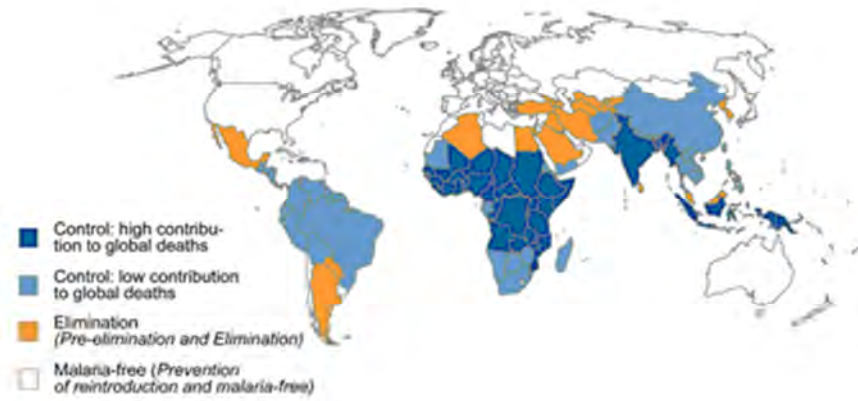 Control: high contribu-
tion to global deaths
Control: low contribution
to global deaths
Elimination
(Pre-elimination and Elimination)
Malaria-free (Prevention
of reintroduction and malaria-free)